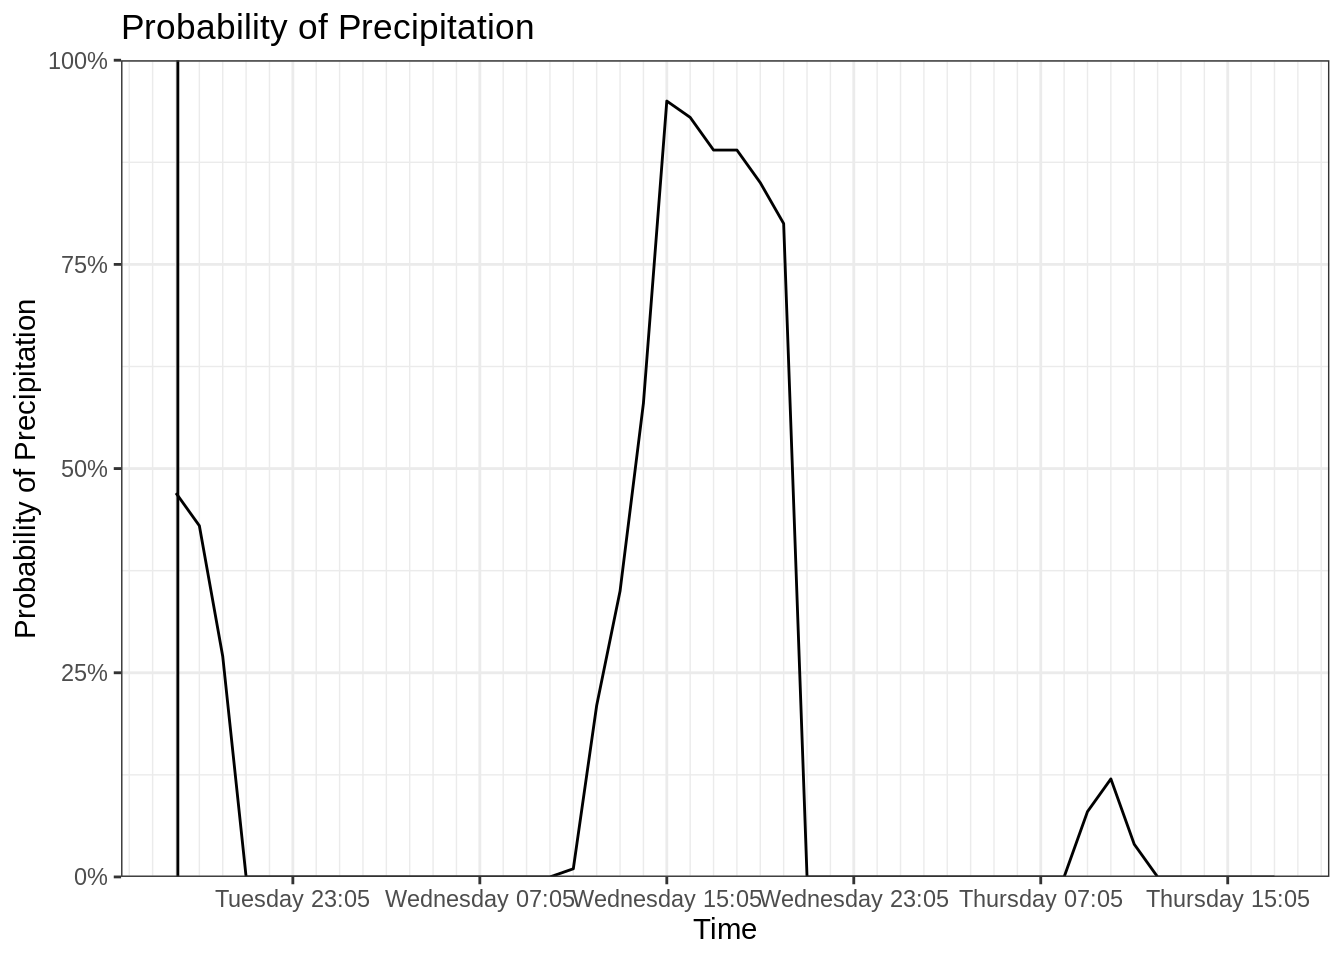 Probability of Precipitation
100%
75%
50%
25%
0%
Probability of Precipitation
Tuesday 23:05
Wednesday 07:05
Wednesday 15:05
Wednesday 23:05
Thursday 07:05
Thursday 15:05
Time